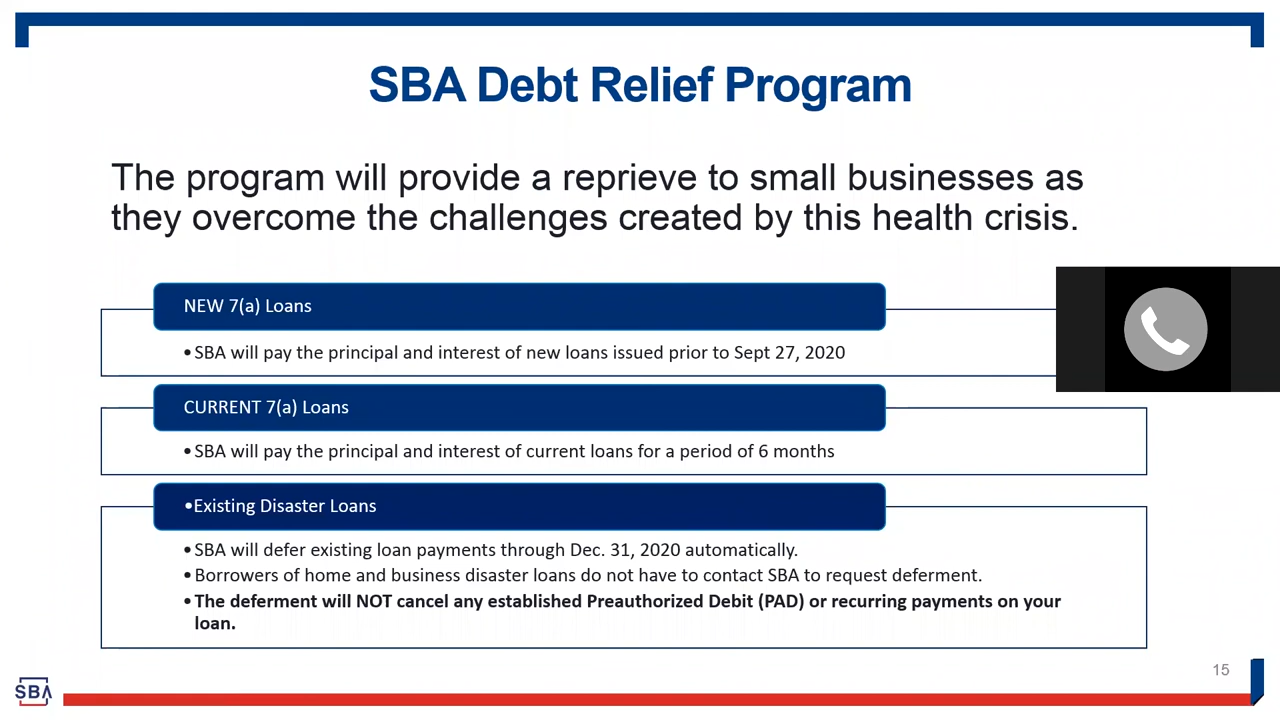 SBA Debt Relief Program
The program will provide a reprieve to small businesses as
they overcome the challenges created by this health crisis.
NEW 7(a) Loans
•SBA will pay the principal and interest of new loans issued prior to Sept 27, 2020
CURRENT 7(a) Loans
•SBA will pay the principal and interest of current loans for a period of 6 months
•Existing Disaster Loans
•SBA will defer existing loan payments through Dec. 31, 2020 automatically.
•Borrowers of home and business disaster loans do not have to contact SBA to request deferment.
•The deferment will NOT cancel any established Preauthorized Debit (PAD) or recurring payments on your
loan.
15
SBA